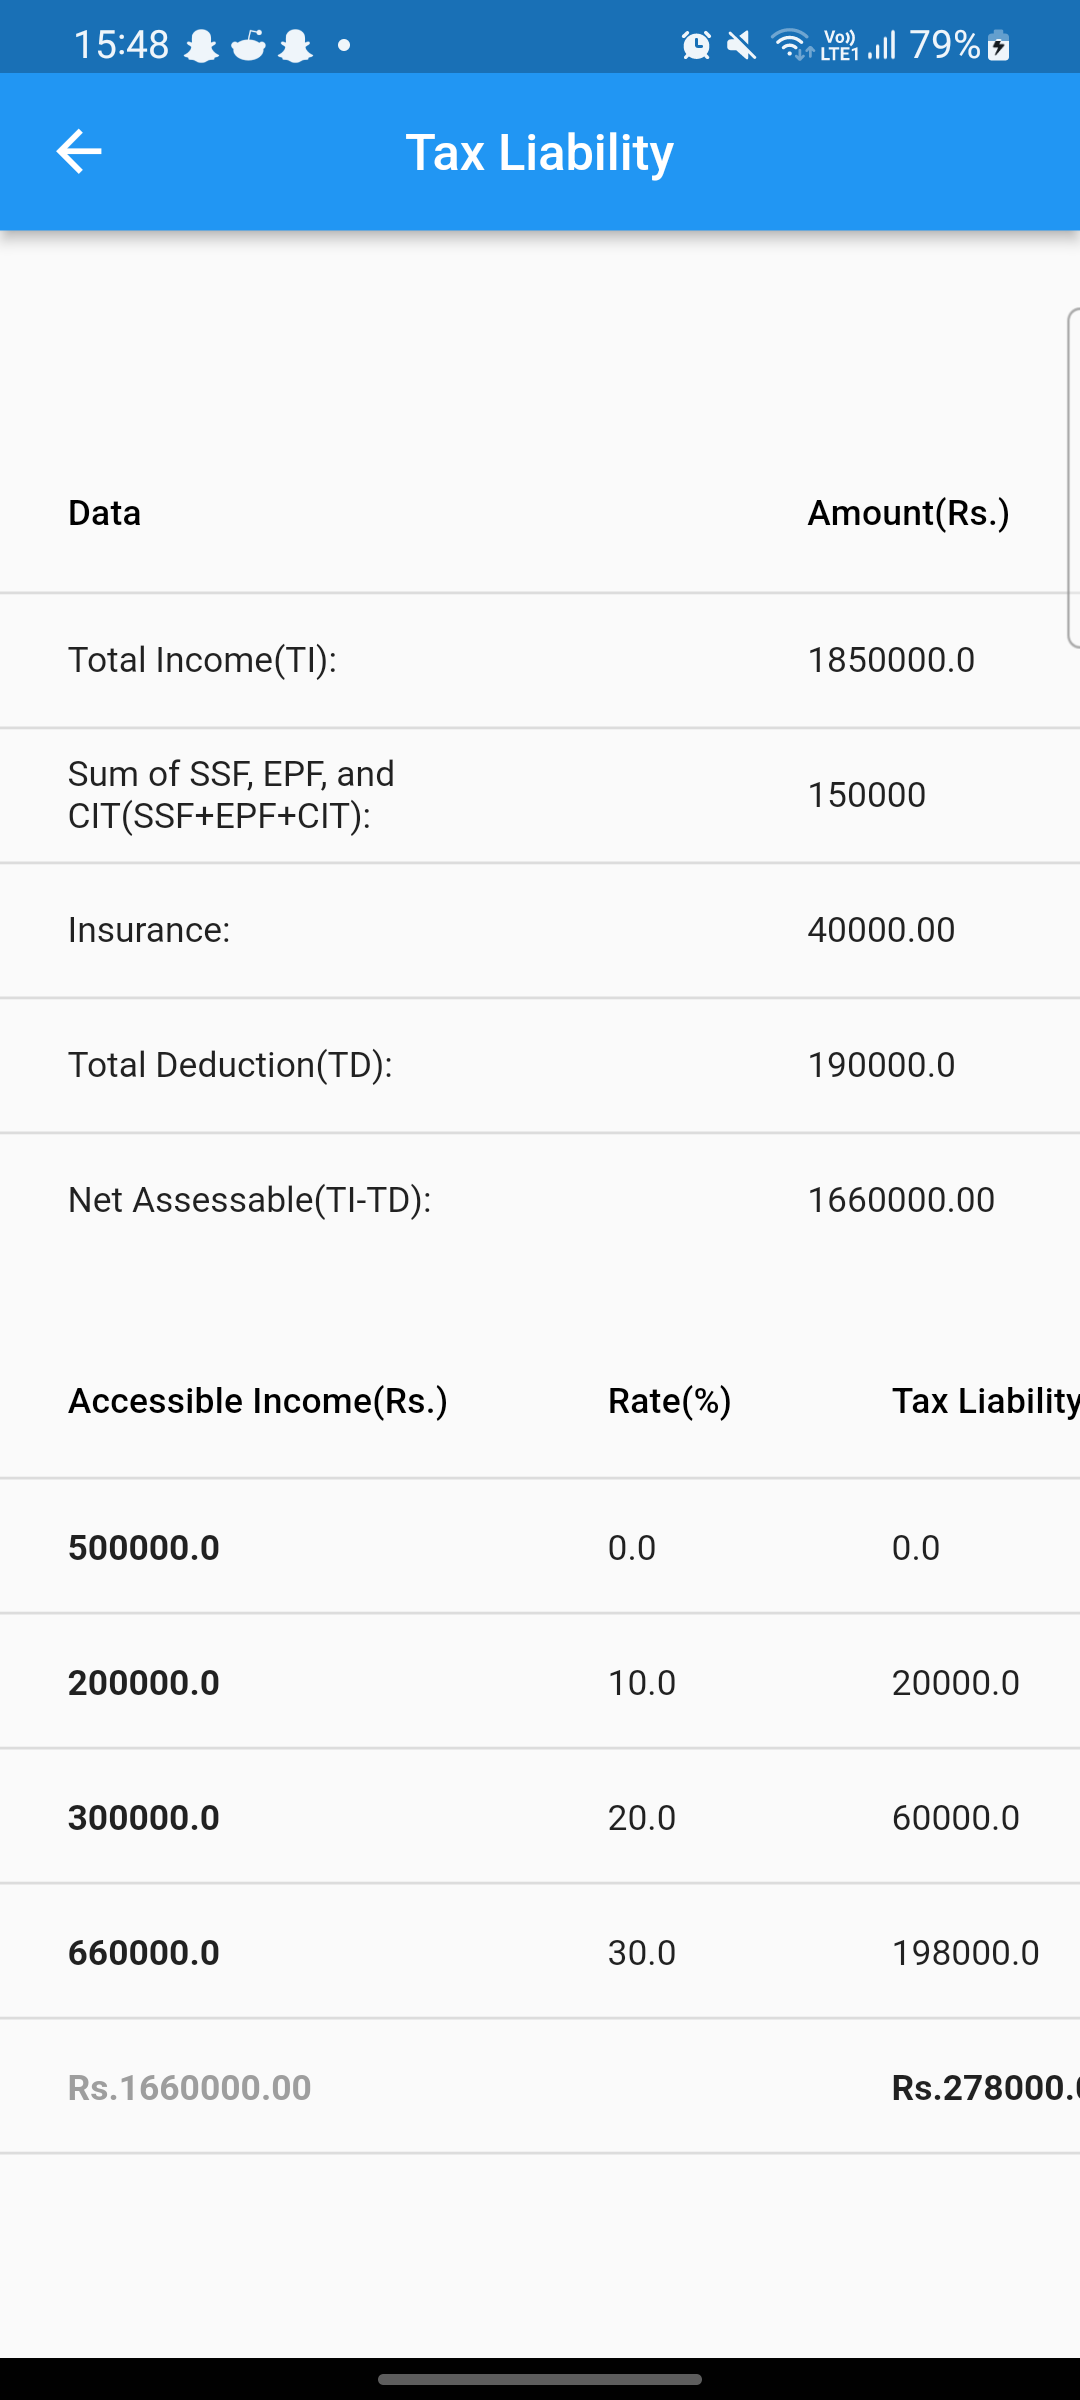 15:48 79%
Vo)) LTE1
Tax Liability
Data Amount(Rs.)
Total Income(TI): 1850000.0
Sum of SSF, EPF, and
CIT(SSF+EPF+CIT): 150000
Insurance: 40000.00
Total Deduction(TD): 190000.0
Net Assessable(TI-TD): 1660000.00
Accessible Income(Rs.) Rate(%) Tax Liability
500000.0 0.0 0.0
200000.0 10.0 20000.0
300000.0 20.0 60000.0
660000.0 30.0 198000.0
Rs.1660000.00 Rs.278000.0